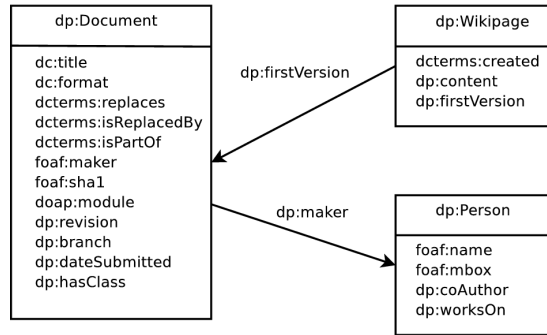 dp:Document
dc:title
dc:format
dcterms:replaces
dcterms:isReplacedBy
dcterms:isPartOf
foaf:maker
foaf:sha1
doap:module
dp:revision
dp:branch
dp:dateSubmitted
dp:hasClass
dp:firstVersion
dp:maker
dp:Wikipage
dcterms:created
dp:content
dp:firstVersion
dp:Person
foaf:name
foaf:mbox
dp:coAuthor
dp:worksOn